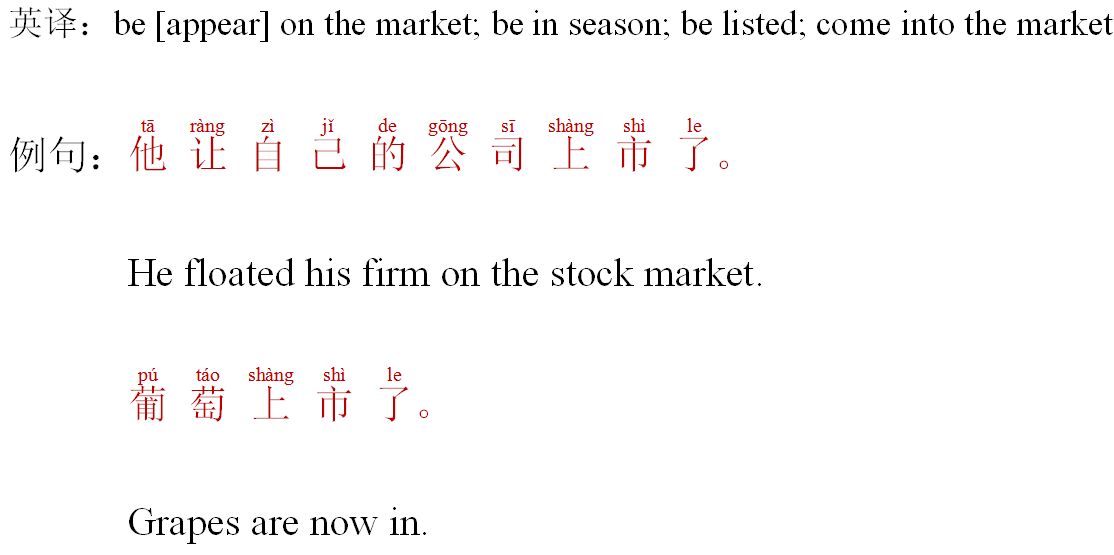 英译：be [appear] on the market; be in season; be listed; come into the market
tā ràng zì jǐ de gōng sī shàng shì le
例句：他让自己的公司上市了。
He floated his firm on the stock market.
pú táo shàng shì le
葡萄上市了。
Grapes are now in.